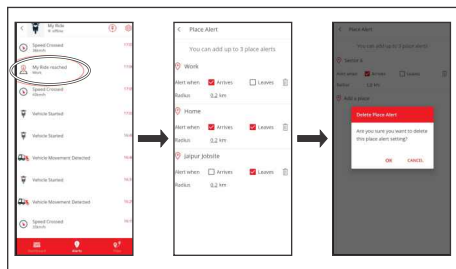 My Ride
Speed Crossed
My Ride reached
Work
Speed Crossed
Vehicle Started
Vehicle Started
Vehicle Movement Detected
Vehicle Started
Vehicle Movement Detected
Speed Crossed
Alerts
Place Alert
You can add up to 3 place alerts
Work
Alert when Arrives Leaves
Radius 0.2 km
Home
Alert when Arrives Leaves
Radius 0.2 km
Jaipur Jobsite
Alert when Arrives Leaves
Radius 0.2 km
Place Alert
You can add up to 3 place alerts
Alert when Arrives Leaves
Radius
Add a place
Delete Place Alert
Are you sure you want to delete
this place alert setting?
OK CANCEL